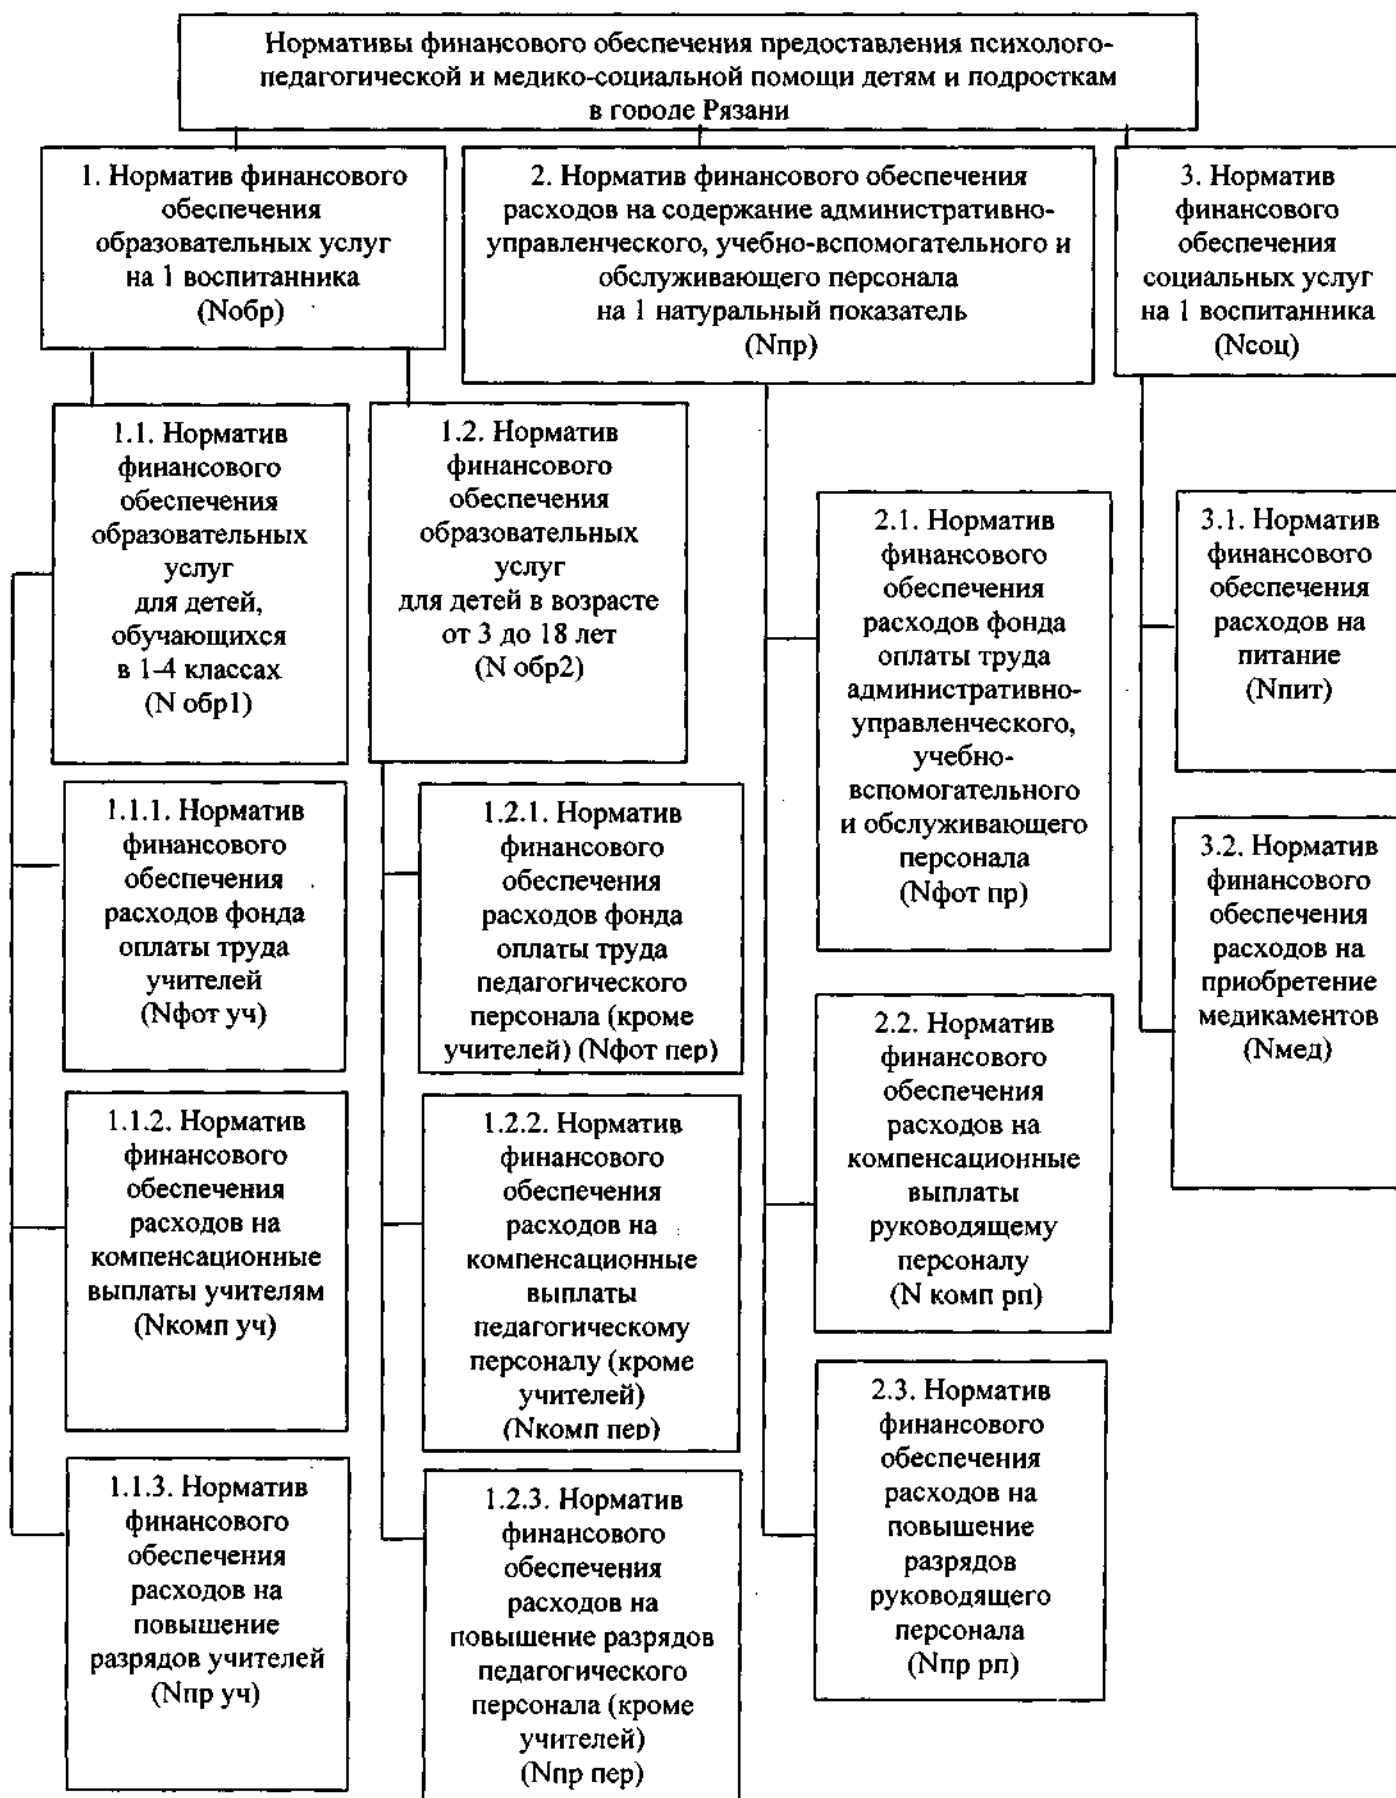 Нормативы финансового обеспечения предоставления психолого-
педагогической и медико-социальной помощи детям и подросткам
в городе Рязани
1. Норматив финансового
обеспечения
образовательных услуг
на 1 воспитанника
(Nобр)
2. Норматив финансового обеспечения
расходов на содержание административно-
управленческого, учебно-вспомогательного и
обслуживающего персонала
на 1 натуральный показатель
(Nпр)
3. Норматив
финансового
обеспечения
социальных услуг
на 1 воспитанника
(Nсоц)
1.1. Норматив
финансового
обеспечения
образовательных
услуг
для детей,
обучающихся
в 1-4 классах
(N обр1)
1.2. Норматив
финансового
обеспечения
образовательных
услуг
для детей в возрасте
от 3 до 18 лет
(N обр2)
1.1.1. Норматив
финансового
обеспечения
расходов фонда
оплаты труда
учителей
(Nфот уч)
1.1.2. Норматив
финансового
обеспечения
расходов на
компенсационные
выплаты учителям
(Nкомп уч)
1.1.3. Норматив
финансового
обеспечения
расходов на
повышение
разрядов учителей
(Nпр уч)
1.2.1. Норматив
финансового
обеспечения
расходов фонда
оплаты труда
педагогического
персонала (кроме
учителей) (Nфот пер)
1.2.2. Норматив
финансового
обеспечения
расходов на
компенсационные
выплаты
педагогическому
персоналу (кроме
учителей)
(Nкомп пер)
1.2.3. Норматив
финансового
обеспечения
расходов на
повышение разрядов
педагогического
персонала (кроме
учителей)
(Nпр пер)
2.1. Норматив
финансового
обеспечения
расходов фонда
оплаты труда
административно-
управленческого,
учебно-
вспомогательного
и обслуживающего
персонала
(Nфот пр)
2.2. Норматив
финансового
обеспечения
расходов на
компенсационные
выплаты
руководящему
персоналу
(N комп рп)
2.3. Норматив
финансового
обеспечения
расходов на
повышение
разрядов
руководящего
персонала
(Nпр рп)
3.1. Норматив
финансового
обеспечения
расходов на
питание
(Nпит)
3.2. Норматив
финансового
обеспечения
расходов на
приобретение
медикаментов
(Nмед)